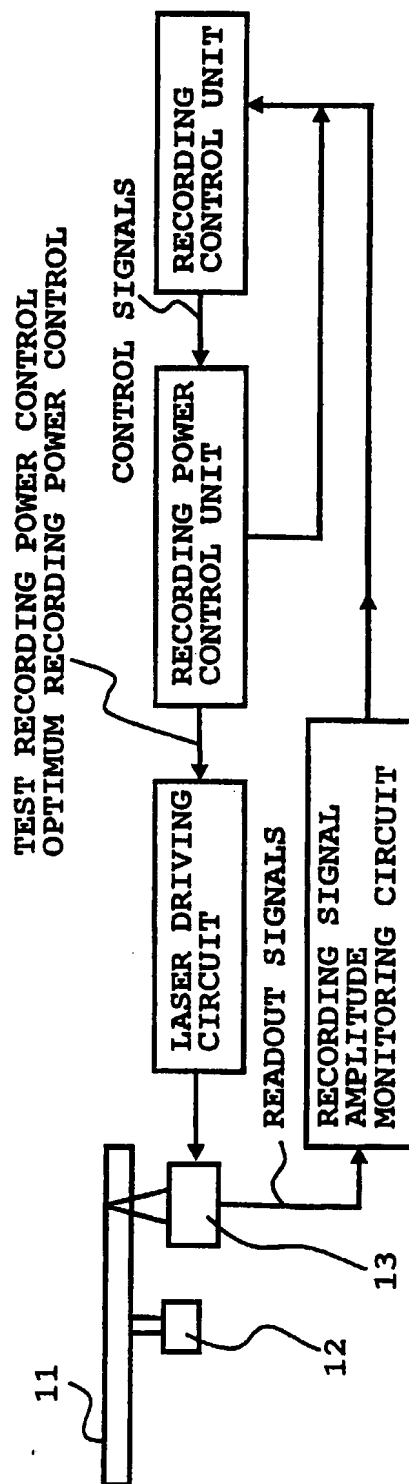 TEST RECORDING POWER CONTROL
OPTIMUM RECORDING POWER CONTROL
CONTROL SIGNALS
11
LASER DRIVING
CIRCUIT
RECORDING POWER
CONTROL UNIT
RECORDING
CONTROL UNIT
12
13
READOUT SIGNALS
RECORDING SIGNAL
AMPLITUDE
MONITORING CIRCUIT